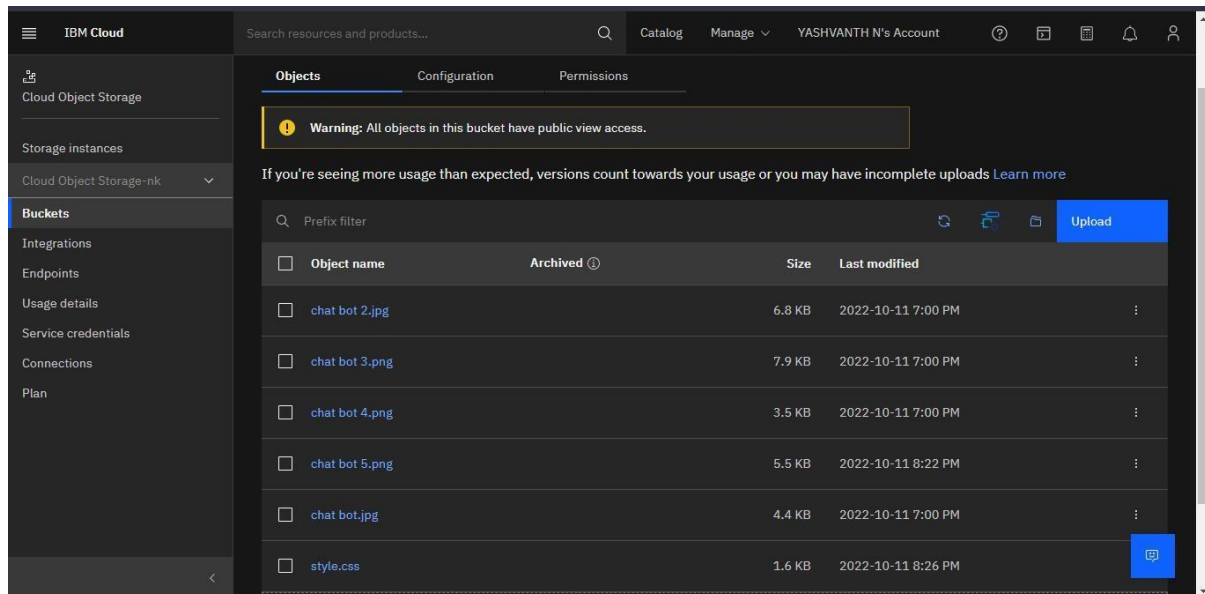 IBM Cloud
Search resources and products...
Catalog
Manage
YASHVANTH N's Account
Cloud Object Storage
Storage instances
Cloud Object Storage-nk
Buckets
Integrations
Endpoints
Usage details
Service credentials
Connections
Plan
Objects Configuration Permissions
Warning: All objects in this bucket have public view access.
If you're seeing more usage than expected, versions count towards your usage or you may have incomplete uploads Learn more
Prefix filter
Upload
Object name Archived Size Last modified
chat bot 2.jpg 6.8 KB 2022-10-11 7:00 PM
chat bot 3.png 7.9 KB 2022-10-11 7:00 PM
chat bot 4.png 3.5 KB 2022-10-11 7:00 PM
chat bot 5.png 5.5 KB 2022-10-11 8:22 PM
chat bot.jpg 4.4 KB 2022-10-11 7:00 PM
style.css 1.6 KB 2022-10-11 8:26 PM